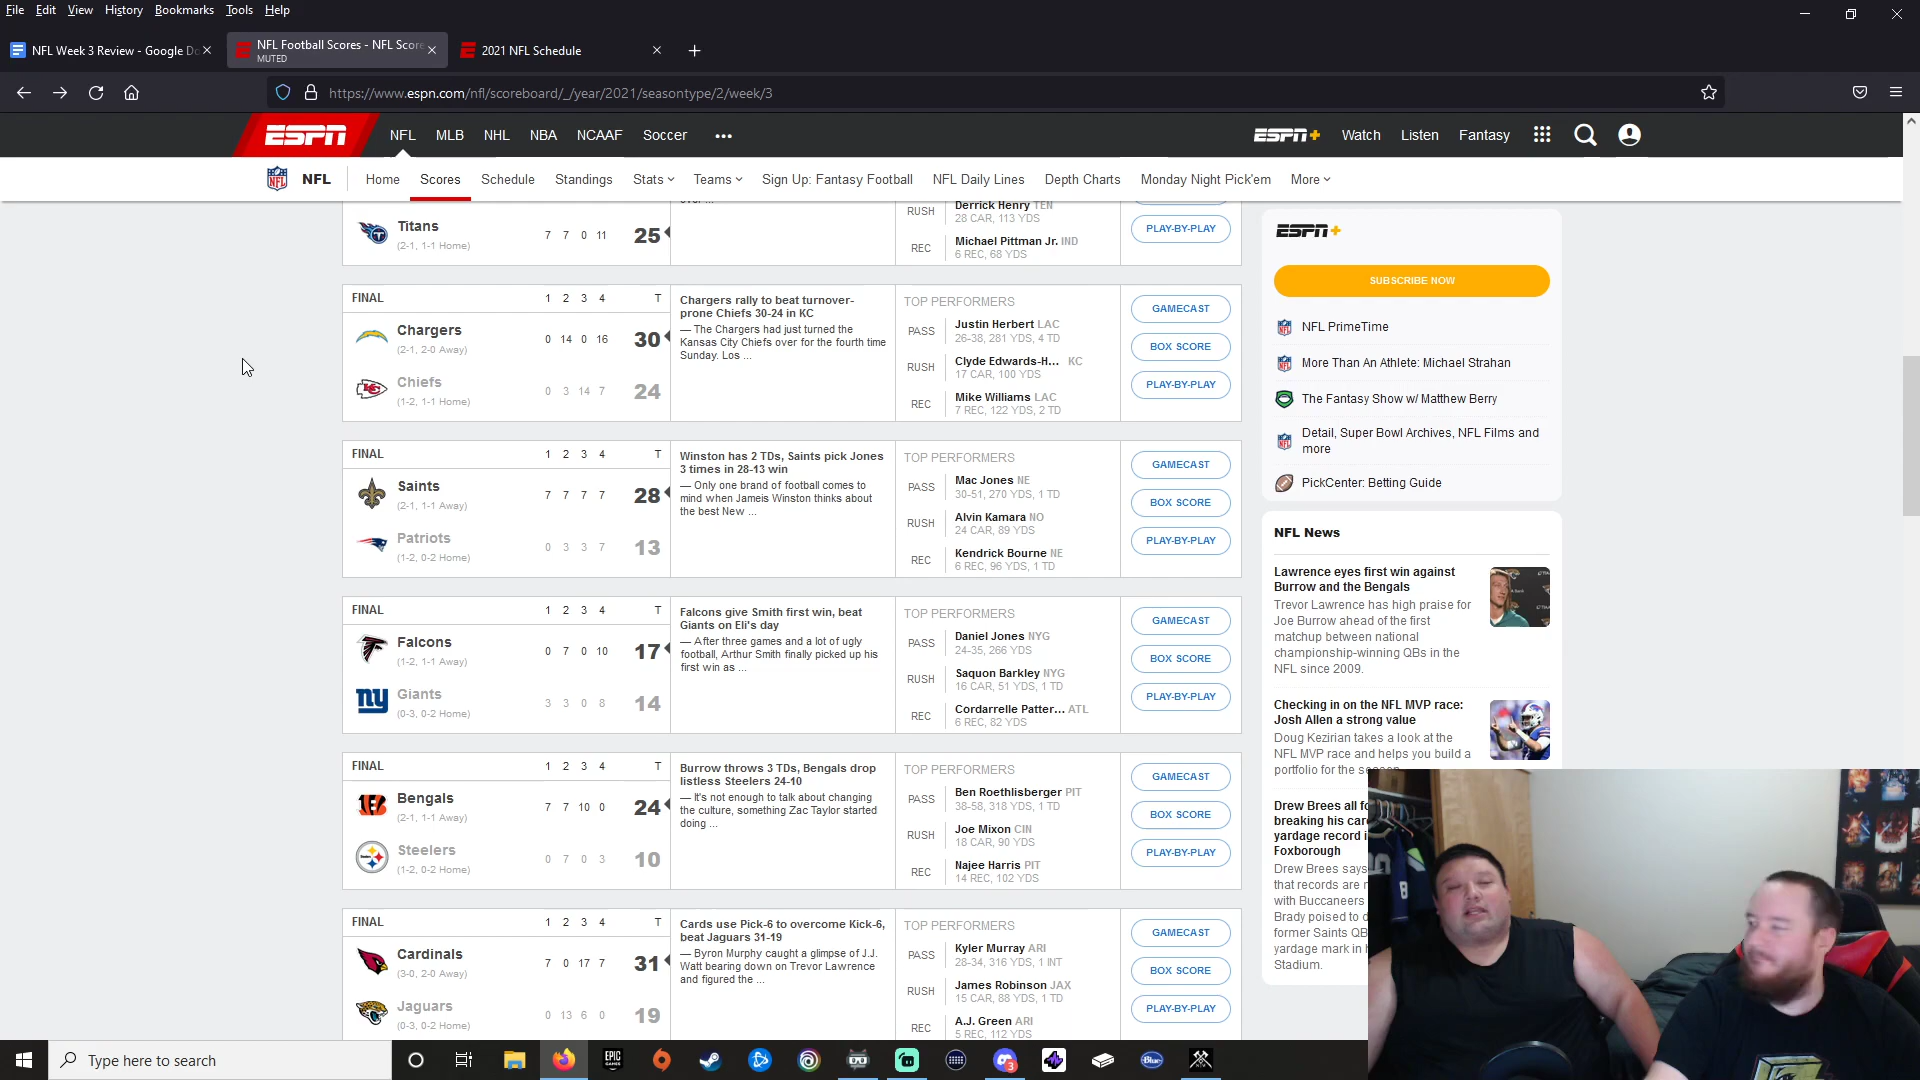 File Edit View History Bookmarks Tools Help
NFL Week 3 Review - Google Do
NFL Football Scores - NFL Score
MUTED
2021 NFL Schedule
https://www.espn.com/nfl/scoreboard/_/year/2021/seasontype/2/week/3
ESPN NFL MLB NHL NBA NCAAF Soccer ESPN+ Watch Listen Fantasy
NFL Home Scores Schedule Standings Stats Teams Sign Up: Fantasy Football NFL Daily Lines Depth Charts Monday Night Pick'em More
Titans
(2-1, 1-1 Home)
7 7 0 11 25
RUSH Derrick Henry TEN
28 CAR, 113 YDS
REC Michael Pittman Jr. IND
6 REC, 68 YDS
PLAY-BY-PLAY
FINAL 1 2 3 4 T
Chargers
(2-1, 2-0 Away)
0 14 0 16 30
Chiefs
(1-2, 1-1 Home)
0 3 14 7 24
Chargers rally to beat turnover-
prone Chiefs 30-24 in KC
— The Chargers had just turned the
Kansas City Chiefs over for the fourth time
Sunday. Los ...
TOP PERFORMERS
PASS Justin Herbert LAC
26-38, 281 YDS, 4 TD
RUSH Clyde Edwards-H... KC
17 CAR, 100 YDS
REC Mike Williams LAC
7 REC, 122 YDS, 2 TD
GAMECAST
BOX SCORE
PLAY-BY-PLAY
FINAL 1 2 3 4 T
Saints
(2-1, 1-1 Away)
7 7 7 7 28
Patriots
(1-2, 0-2 Home)
0 3 3 7 13
Winston has 2 TDs, Saints pick Jones
3 times in 28-13 win
— Only one brand of football comes to
mind when Jameis Winston thinks about
the best New ...
TOP PERFORMERS
PASS Mac Jones NE
30-51, 270 YDS, 1 TD
RUSH Alvin Kamara NO
24 CAR, 89 YDS
REC Kendrick Bourne NE
6 REC, 96 YDS, 1 TD
GAMECAST
BOX SCORE
PLAY-BY-PLAY
FINAL 1 2 3 4 T
Falcons
(1-2, 1-1 Away)
0 7 0 10 17
Giants
(0-3, 0-2 Home)
3 3 0 8 14
Falcons give Smith first win, beat
Giants on Eli's day
— After three games and a lot of ugly
football, Arthur Smith finally picked up his
first win as ...
TOP PERFORMERS
PASS Daniel Jones NYG
24-35, 266 YDS
RUSH Saquon Barkley NYG
16 CAR, 51 YDS, 1 TD
REC Cordarrelle Patter... ATL
6 REC, 82 YDS
GAMECAST
BOX SCORE
PLAY-BY-PLAY
FINAL 1 2 3 4 T
Bengals
(2-1, 1-1 Away)
7 7 10 0 24
Steelers
(1-2, 0-2 Home)
0 7 0 3 10
Burrow throws 3 TDs, Bengals drop
listless Steelers 24-10
— It's not enough to talk about changing
the culture, something Zac Taylor started
doing ...
TOP PERFORMERS
PASS Ben Roethlisberger PIT
38-58, 318 YDS, 1 TD
RUSH Joe Mixon CIN
18 CAR, 90 YDS
REC Najee Harris PIT
14 REC, 102 YDS
GAMECAST
BOX SCORE
PLAY-BY-PLAY
FINAL 1 2 3 4 T
Cardinals
(3-0, 2-0 Away)
7 0 17 7 31
Jaguars
(0-3, 0-2 Home)
0 13 6 0 19
Cards use Pick-6 to overcome Kick-6,
beat Jaguars 31-19
— Byron Murphy caught a glimpse of J.J.
Watt bearing down on Trevor Lawrence
and figured the ...
TOP PERFORMERS
PASS Kyler Murray ARI
28-34, 316 YDS, 1 INT
RUSH James Robinson JAX
15 CAR, 88 YDS, 1 TD
REC A.J. Green ARI
5 REC, 112 YDS
GAMECAST
BOX SCORE
PLAY-BY-PLAY
ESPN+
SUBSCRIBE NOW
NFL PrimeTime
More Than An Athlete: Michael Strahan
The Fantasy Show w/ Matthew Berry
Detail, Super Bowl Archives, NFL Films and
more
PickCenter: Betting Guide
NFL News
Lawrence eyes first win against
Burrow and the Bengals
Trevor Lawrence has high praise for
Joe Burrow ahead of the first
matchup between national
championship-winning QBs in the
NFL since 2009.
Checking in on the NFL MVP race:
Josh Allen a strong value
Doug Kezirian takes a look at the
NFL MVP race and helps you build a
portfolio for the season.
Drew Brees all fo
breaking his care
yardage record i
Foxborough
Drew Brees says
that records are
with Buccaneers
Brady poised to d
former Saints QB
yardage mark in
Stadium.
Type here to search